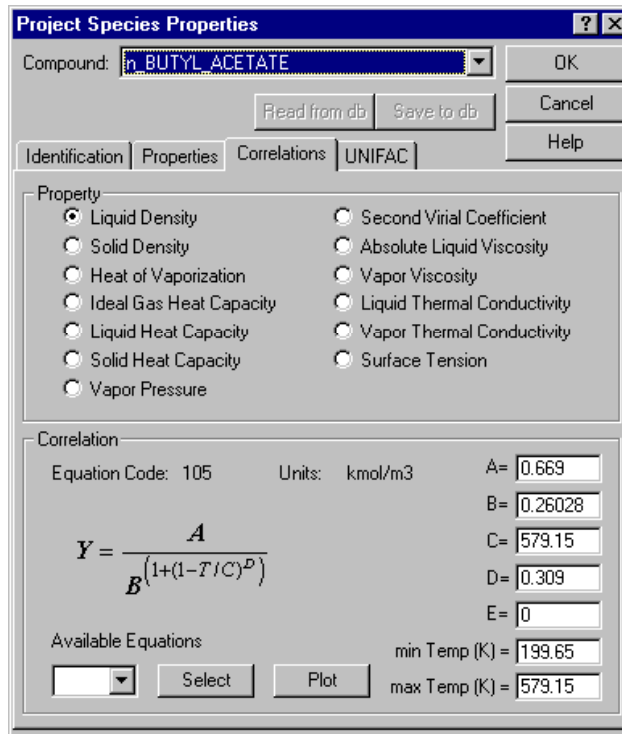 Project Species Properties
Compound: n_BUTYL_ACETATE
OK
Read from db Save to db
Cancel
Help
Identification Properties Correlations UNIFAC
Property
Liquid Density Second Virial Coefficient
Solid Density Absolute Liquid Viscosity
Heat of Vaporization Vapor Viscosity
Ideal Gas Heat Capacity Liquid Thermal Conductivity
Liquid Heat Capacity Vapor Thermal Conductivity
Solid Heat Capacity Surface Tension
Vapor Pressure
Correlation
Equation Code: 105 Units: kmol/m3 A= 0.669
B= 0.26028
C= 579.15
D= 0.309
E= 0
Y = A / B^(1+(1-T/C)^D)
Available Equations
min Temp (K) = 199.65
Select Plot
max Temp (K) = 579.15